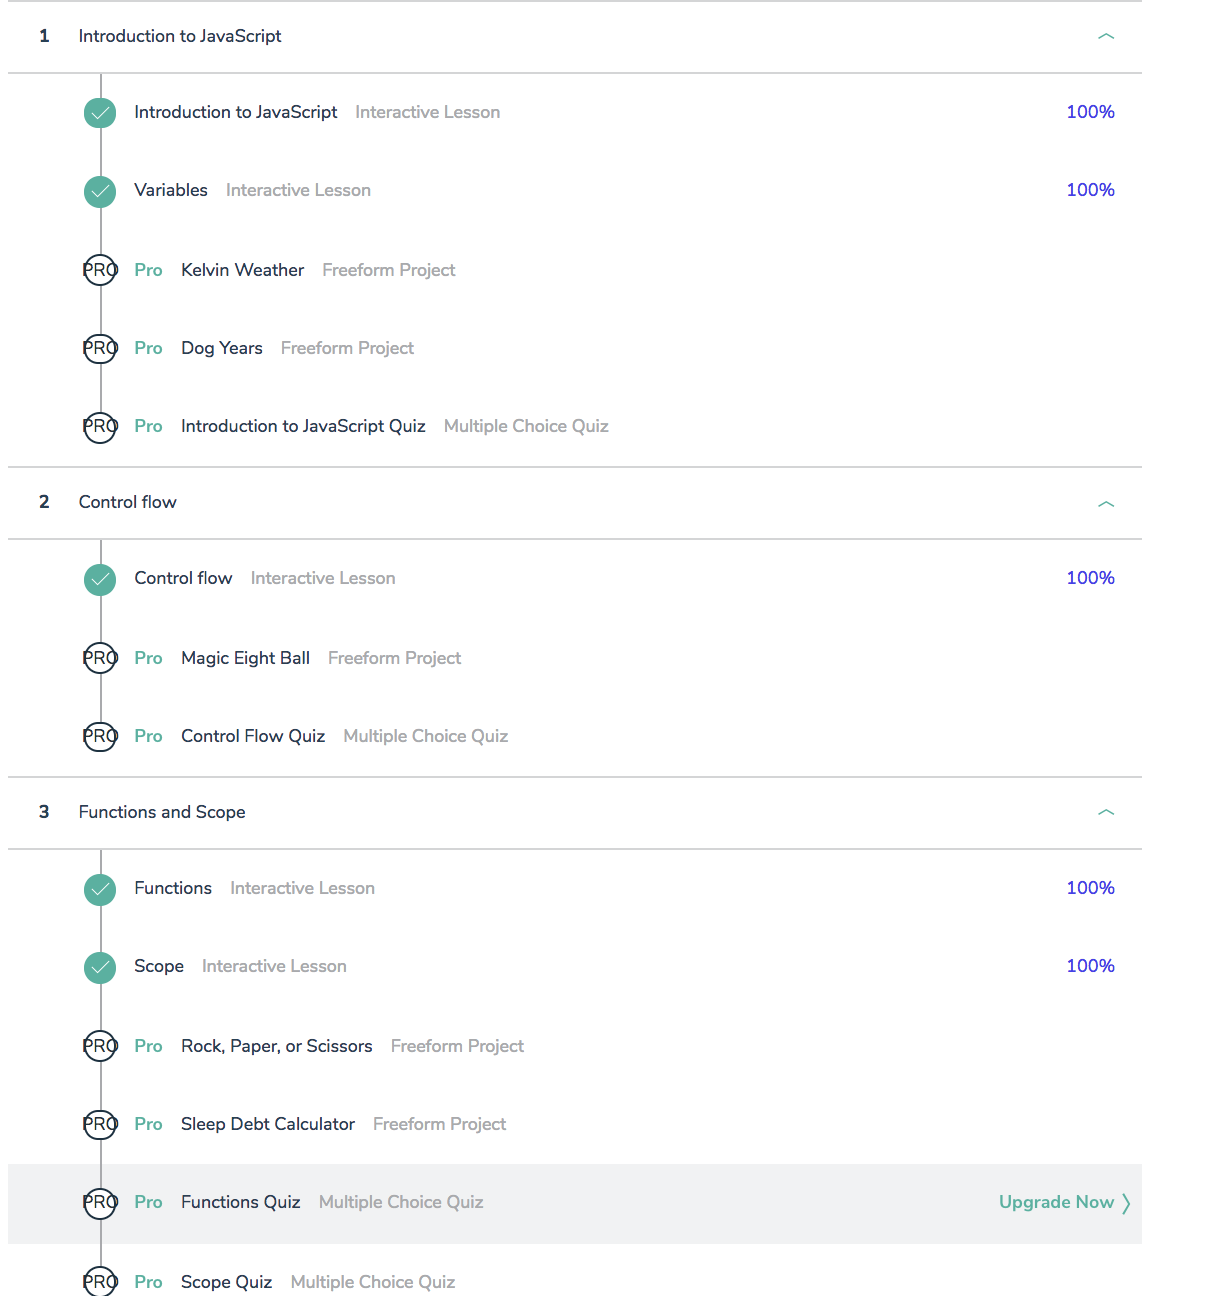 1 Introduction to JavaScript
Introduction to JavaScript Interactive Lesson 100%
Variables Interactive Lesson 100%
PRO Pro Kelvin Weather Freeform Project
PRO Pro Dog Years Freeform Project
PRO Pro Introduction to JavaScript Quiz Multiple Choice Quiz
2 Control flow
Control flow Interactive Lesson 100%
PRO Pro Magic Eight Ball Freeform Project
PRO Pro Control Flow Quiz Multiple Choice Quiz
3 Functions and Scope
Functions Interactive Lesson 100%
Scope Interactive Lesson 100%
PRO Pro Rock, Paper, or Scissors Freeform Project
PRO Pro Sleep Debt Calculator Freeform Project
PRO Pro Functions Quiz Multiple Choice Quiz Upgrade Now
PRO Pro Scope Quiz Multiple Choice Quiz